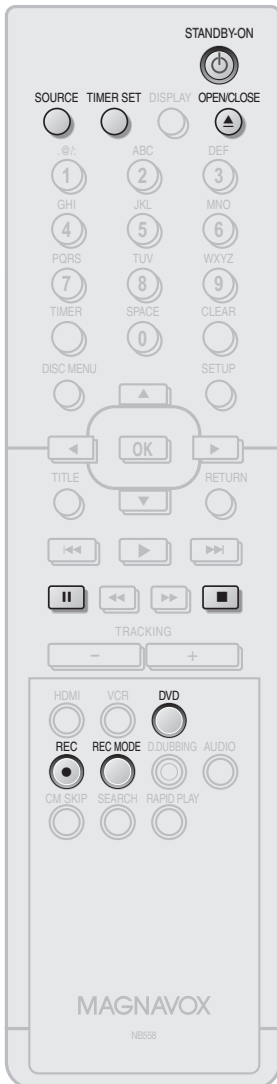 STANDBY-ON
SOURCE TIMER SET DISPLAY OPEN/CLOSE
.@/: ABC DEF
1 2 3
GHI JKL MNO
4 5 6
PQRS TUV WXYZ
7 8 9
TIMER SPACE CLEAR
0
DISC MENU SETUP
OK
TITLE RETURN
TRACKING
- +
HDMI VCR DVD
REC REC MODE D.DUBBING AUDIO
CM SKIP SEARCH RAPID PLAY
MAGNAVOX
NB558